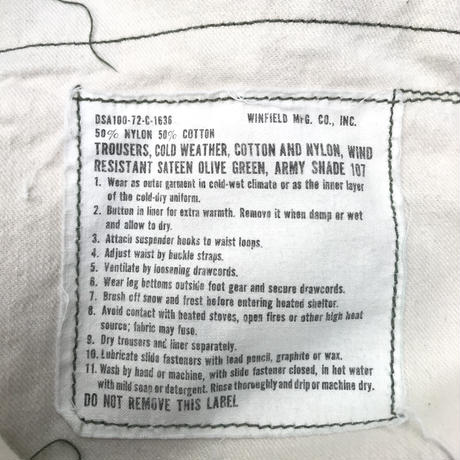 DSA100-72-C-1636 WINFIELD MFG. CO., INC.
50% NYLON 50% COTTON
TROUSERS, COLD WEATHER, COTTON AND NYLON, WIND
RESISTANT SATEEN OLIVE GREEN, ARMY SHADE 107
1. Wear as outer garment in cold-wet climate or as the inner layer
of the cold-dry uniform.
2. Button in liner for extra warmth. Remove it when damp or wet
and allow to dry.
3. Attach suspender hooks to waist loops.
4. Adjust waist by buckle straps.
5. Ventilate by loosening drawcords.
6. Wear leg bottoms outside foot gear and secure drawcords.
7. Brush off snow and frost before entering heated shelter.
8. Avoid contact with heated stoves, open fires or other high heat
source; fabric may fuse.
9. Dry trousers and liner separately.
10. Lubricate slide fasteners with lead pencil, graphite or wax.
11. Wash by hand or machine, with slide fastener closed, in hot water
with mild soap or detergent. Rinse thoroughly and drip or machine dry.
DO NOT REMOVE THIS LABEL